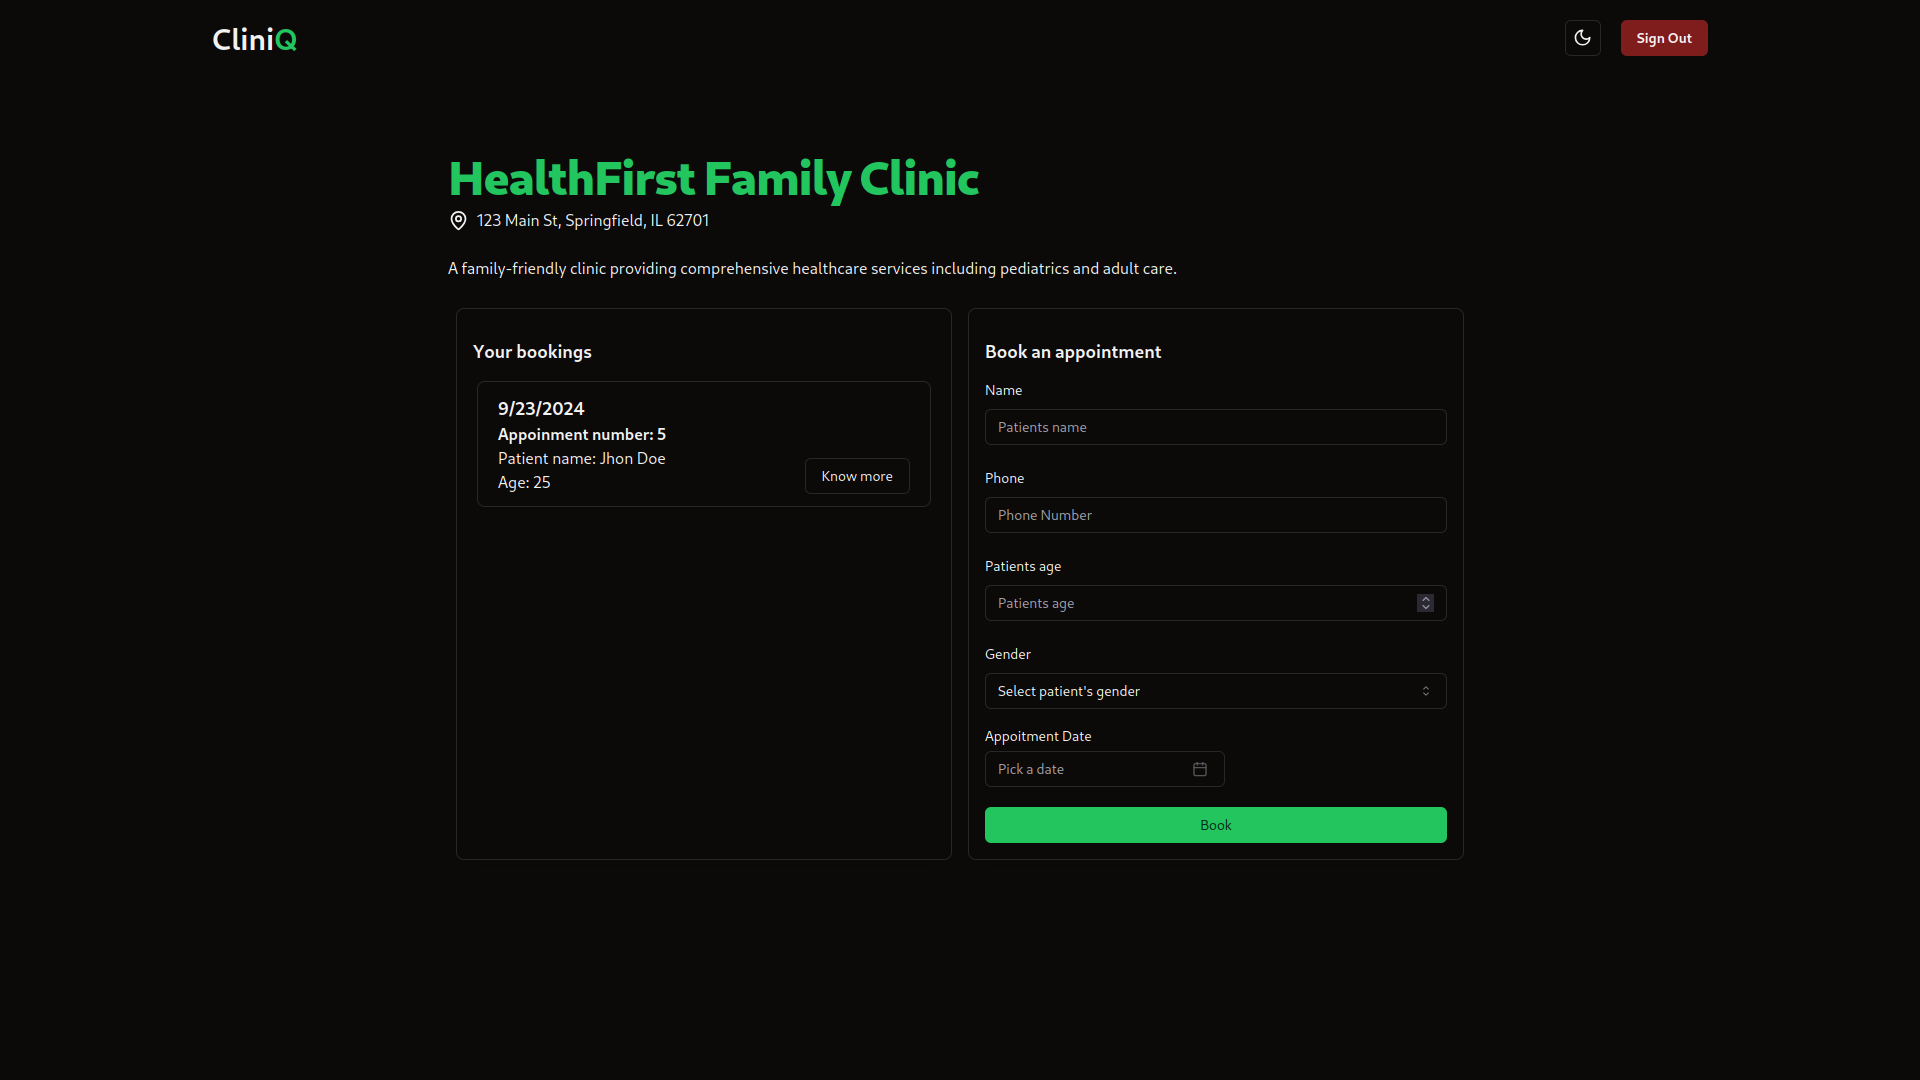 CliniQ
Sign Out
HealthFirst Family Clinic
123 Main St, Springfield, IL 62701
A family-friendly clinic providing comprehensive healthcare services including pediatrics and adult care.
Your bookings
9/23/2024
Appoinment number: 5
Patient name: Jhon Doe
Age: 25
Know more
Book an appointment
Name
Patients name
Phone
Phone Number
Patients age
Patients age
Gender
Select patient's gender
Appoitment Date
Pick a date
Book